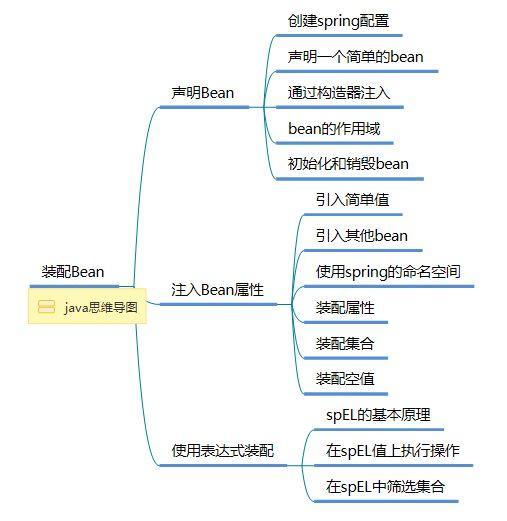 装配Bean
java思维导图
声明Bean
创建spring配置
声明一个简单的bean
通过构造器注入
bean的作用域
初始化和销毁bean
注入Bean属性
引入简单值
引入其他bean
使用spring的命名空间
装配属性
装配集合
装配空值
使用表达式装配
spEL的基本原理
在spEL值上执行操作
在spEL中筛选集合